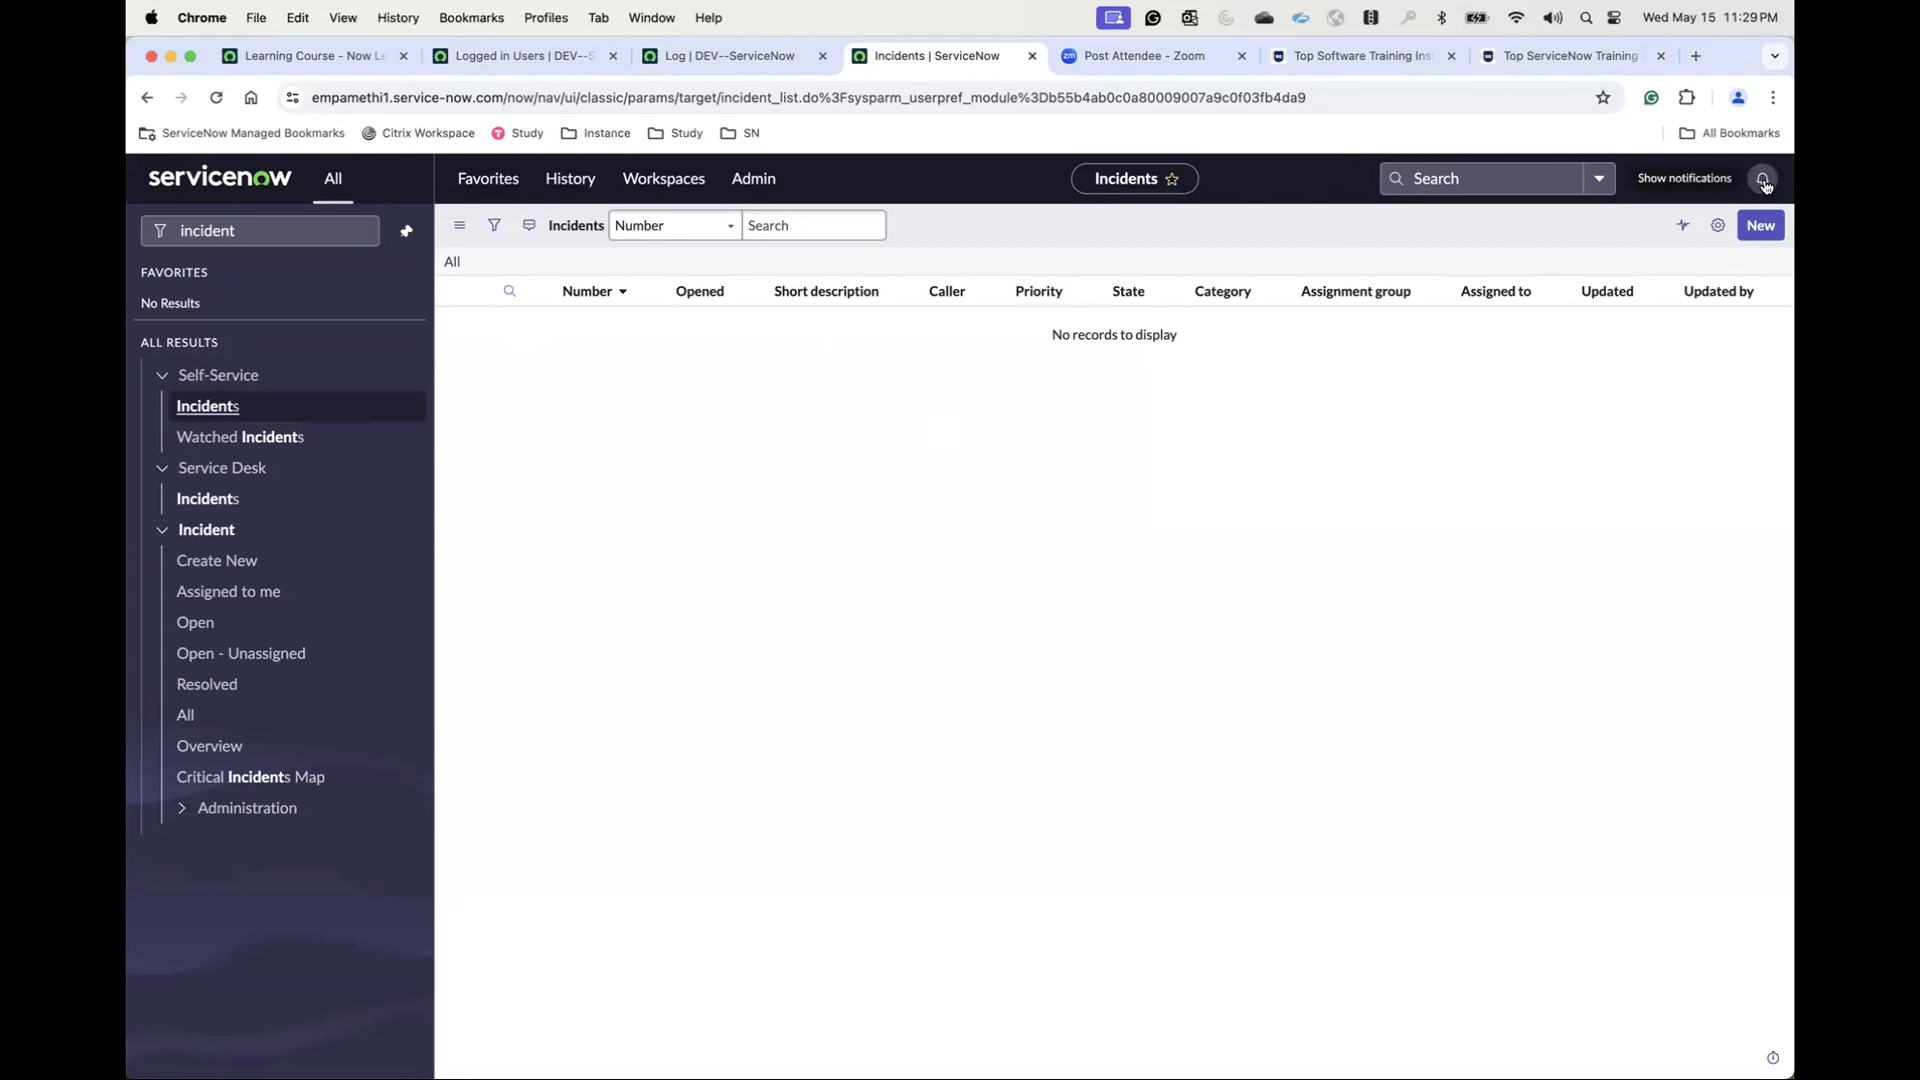 Chrome File Edit View History Bookmarks Profiles Tab Window Help Wed May 15 11:29 PM
Learning Course - Now Le Logged in Users | DEV--S Log | DEV--ServiceNow Incidents | ServiceNow Post Attendee - Zoom Top Software Training Ins Top ServiceNow Training
empamethi1.service-now.com/now/nav/ui/classic/params/target/incident_list.do%3Fsysparm_userpref_module%3Db55b4ab0c0a80009007a9c0f03fb4da9
ServiceNow Managed Bookmarks Citrix Workspace Study Instance Study SN All Bookmarks
servicenow All Favorites History Workspaces Admin Incidents Search Show notifications
incident
Incidents Number Search New
All
FAVORITES
No Results
Number Opened Short description Caller Priority State Category Assignment group Assigned to Updated Updated by
No records to display
ALL RESULTS
Self-Service
Incidents
Watched Incidents
Service Desk
Incidents
Incident
Create New
Assigned to me
Open
Open - Unassigned
Resolved
All
Overview
Critical Incidents Map
Administration